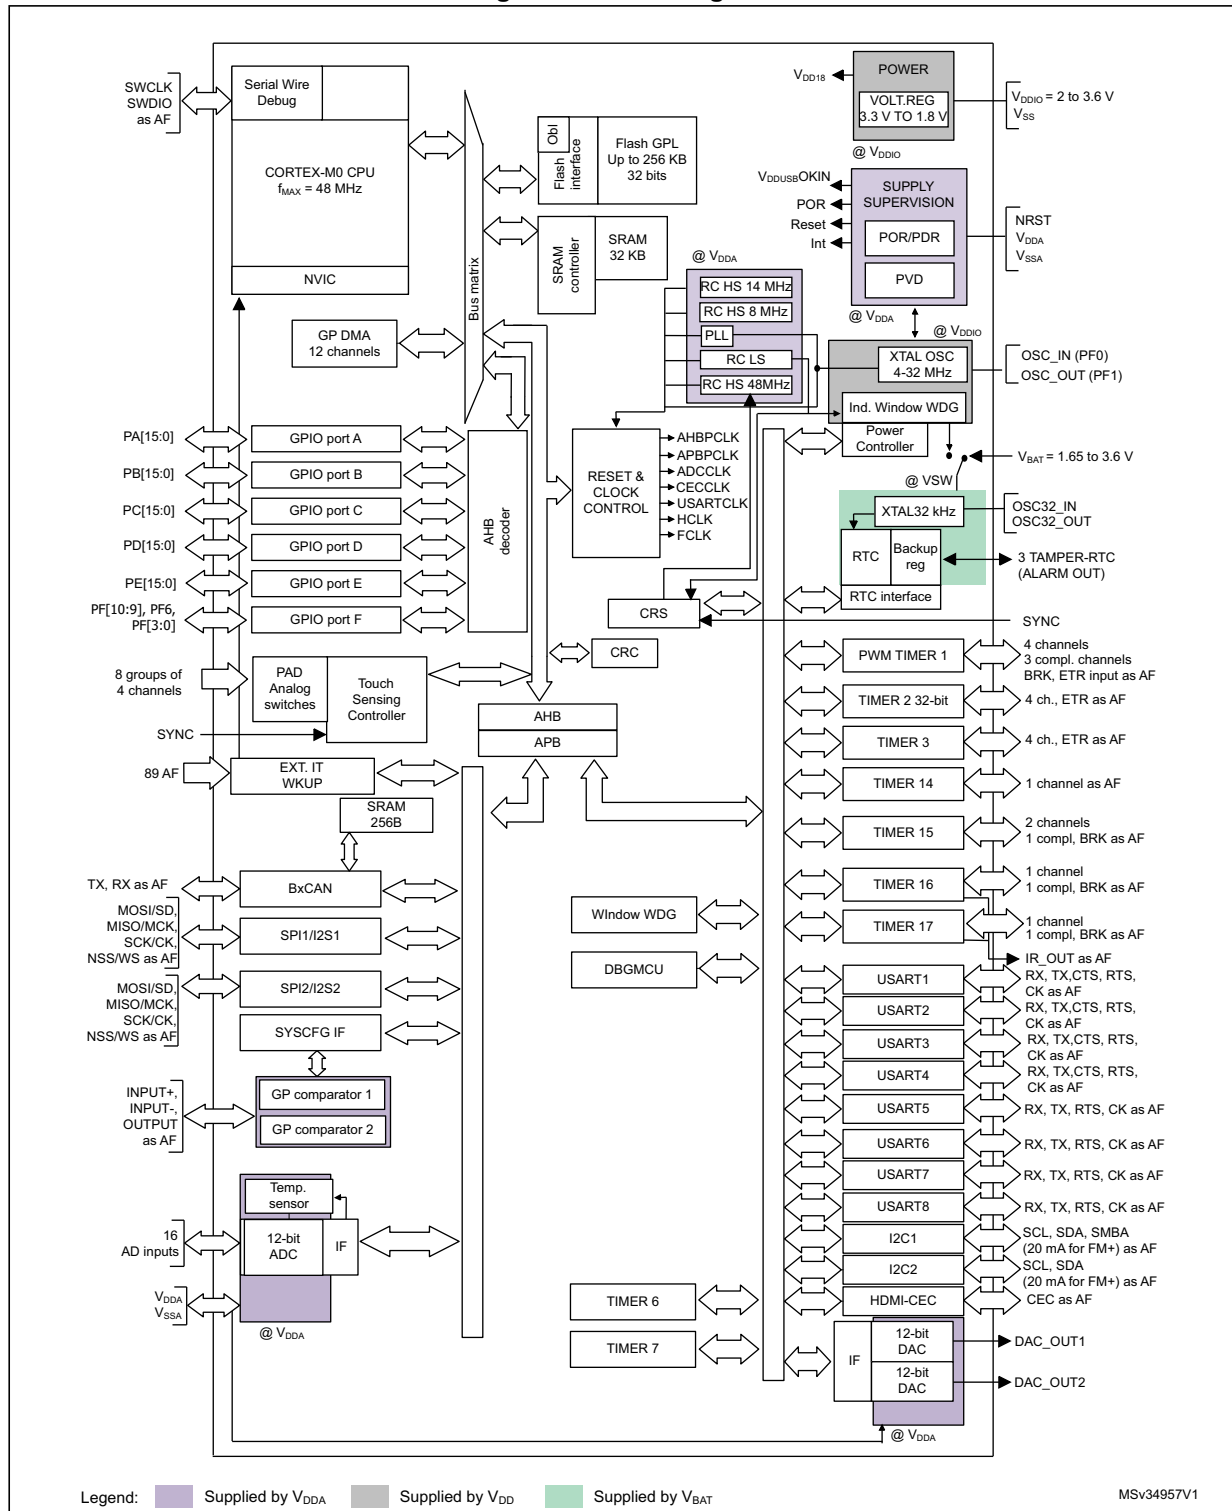 SWCLK
SWDIO
as AF
Serial Wire
Debug
CORTEX-M0 CPU
fMAX = 48 MHz
NVIC
Bus matrix
Obl
Flash
interface
Flash GPL
Up to 256 KB
32 bits
SRAM
controller
SRAM
32 KB
VDD18
POWER
VOLT.REG
3.3 V TO 1.8 V
VDDIO = 2 to 3.6 V
VSS
@ VDDIO
VDDUSBOKIN
POR
Reset
Int
SUPPLY
SUPERVISION
POR/PDR
PVD
NRST
VDDA
VSSA
@ VDDA
@ VDDA
RC HS 14 MHz
RC HS 8 MHz
PLL
RC LS
RC HS 48MHz
@ VDDIO
XTAL OSC
4-32 MHz
OSC_IN (PF0)
OSC_OUT (PF1)
Ind. Window WDG
Power
Controller
VBAT = 1.65 to 3.6 V
@ VSW
XTAL32 kHz
OSC32_IN
OSC32_OUT
RTC
Backup
reg
RTC interface
3 TAMPER-RTC
(ALARM OUT)
GP DMA
12 channels
PA[15:0]
GPIO port A
PB[15:0]
GPIO port B
PC[15:0]
GPIO port C
PD[15:0]
GPIO port D
PE[15:0]
GPIO port E
PF[10:9], PF6,
PF[3:0]
GPIO port F
AHB
decoder
RESET &
CLOCK
CONTROL
AHBPCLK
APBPCLK
ADCCLK
CECCLK
USARTCLK
HCLK
FCLK
CRS
SYNC
CRC
8 groups of
4 channels
PAD
Analog
switches
Touch
Sensing
Controller
SYNC
AHB
APB
89 AF
EXT. IT
WKUP
SRAM
256B
TX, RX as AF
BxCAN
MOSI/SD,
MISO/MCK,
SCK/CK,
NSS/WS as AF
SPI1/I2S1
MOSI/SD,
MISO/MCK,
SCK/CK,
NSS/WS as AF
SPI2/I2S2
SYSCFG IF
INPUT+,
INPUT-,
OUTPUT
as AF
GP comparator 1
GP comparator 2
Temp.
sensor
16
AD inputs
12-bit
ADC
IF
VDDA
VSSA
@ VDDA
WIndow WDG
DBGMCU
TIMER 6
TIMER 7
PWM TIMER 1
4 channels
3 compl. channels
BRK, ETR input as AF
TIMER 2 32-bit
4 ch., ETR as AF
TIMER 3
4 ch., ETR as AF
TIMER 14
1 channel as AF
TIMER 15
2 channels
1 compl, BRK as AF
TIMER 16
1 channel
1 compl, BRK as AF
TIMER 17
1 channel
1 compl, BRK as AF
IR_OUT as AF
USART1
RX, TX,CTS, RTS,
CK as AF
USART2
RX, TX,CTS, RTS,
CK as AF
USART3
RX, TX,CTS, RTS,
CK as AF
USART4
RX, TX,CTS, RTS,
CK as AF
USART5
RX, TX, RTS, CK as AF
USART6
RX, TX, RTS, CK as AF
USART7
RX, TX, RTS, CK as AF
USART8
RX, TX, RTS, CK as AF
I2C1
SCL, SDA, SMBA
(20 mA for FM+) as AF
I2C2
SCL, SDA
(20 mA for FM+) as AF
HDMI-CEC
CEC as AF
IF
12-bit
DAC
DAC_OUT1
12-bit
DAC
DAC_OUT2
@ VDDA
Legend: Supplied by VDDA Supplied by VDD Supplied by VBAT
MSv34957V1